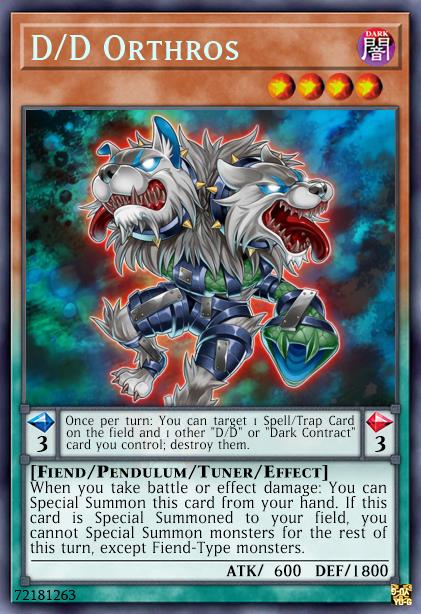 D/D Orthros
DARK
闇
Once per turn: You can target 1 Spell/Trap Card
on the field and 1 other "D/D" or "Dark Contract"
card you control; destroy them.
3
3
[Fiend/Pendulum/Tuner/Effect]
When you take battle or effect damage: You can
Special Summon this card from your hand. If this
card is Special Summoned to your field, you
cannot Special Summon monsters for the rest of
this turn, except Fiend-Type monsters.
ATK/ 600 DEF/1800
72181263